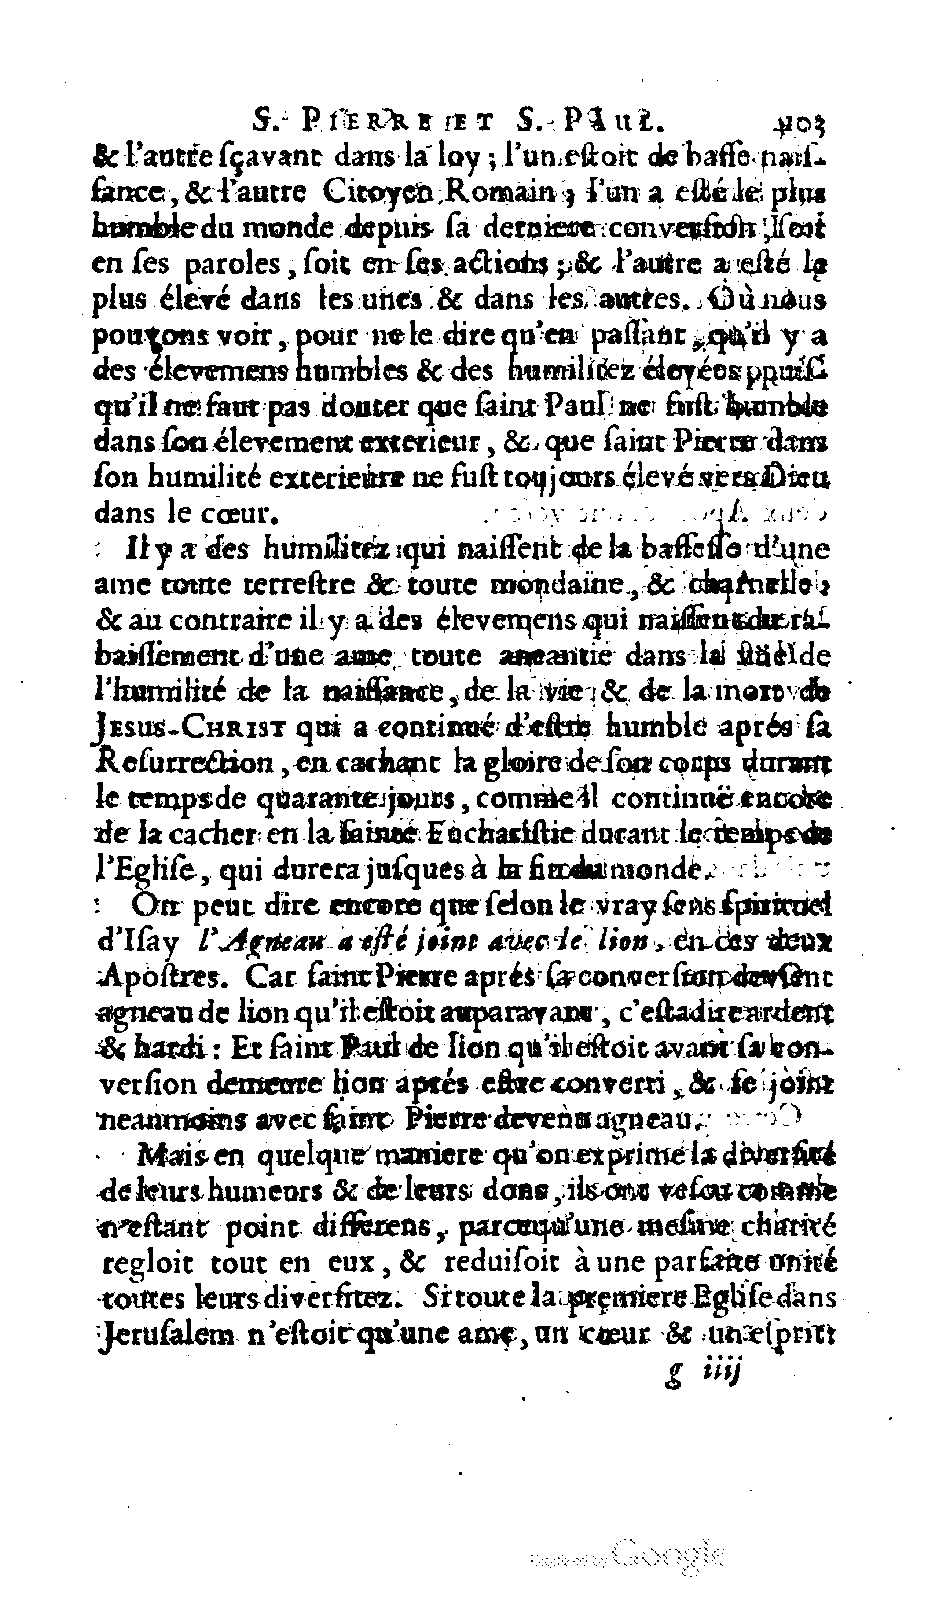 S. PIERRE ET S. PAUL. 103
& l'autre sçavant dans la loy ; l'un estoit de basse nais-
sance, & l'autre Citoyen Romain ; l'un a esté le plus
humble du monde depuis sa derniere conversion, soit
en ses paroles, soit en ses actions ; & l'autre a esté le
plus élevé dans les unes & dans les autres. Où nous
pouvons voir, pour ne le dire qu'en passant, qu'il y a
des élevemens humbles & des humilitez élevées, puis-
qu'il ne faut pas douter que saint Paul ne fust humble
dans son élevement exterieur, & que saint Pierre dans
son humilité exterieure ne fust toûjours élevé vers Dieu
dans le cœur.
Il y a des humilitez qui naissent de la bassesse d'une
ame toute terrestre & toute mondaine, & charnelle ;
& au contraire il y a des élevemens qui naissent du ra-
baissement d'une ame toute aneantie dans la de
l'humilité de la naissance, de la vie, & de la mort de
JESUS-CHRIST qui a continué d'estre humble aprés sa
Resurrection, en cachant la gloire de son corps durant
le temps de quarante jours, comme il continuë encore
de la cacher en la sainte Eucharistie durant le temps de
l'Eglise, qui durera jusques à la fin du monde.
On peut dire encore que selon le vray sens spirituel
d'Isay l'Agneau a esté joint avec le lion, en ces deux
Apostres. Car saint Pierre aprés sa conversion devient
agneau de lion qu'il estoit auparavant, c'estadire ardent
& hardi : Et saint Paul de lion qu'il estoit avant sa con-
version demeure lion aprés estre converti, & se joint
neanmoins avec saint Pierre devenu agneau.
Mais en quelque maniere qu'on exprime la diversité
de leurs humeurs & de leurs dons, ils ont vescu comme
n'estant point differens, parcequ'une mesme charité
regloit tout en eux, & reduisoit à une parfaite unité
toutes leurs diversitez. Si toute la premiere Eglise dans
Jerusalem n'estoit qu'une ame, un cœur & un esprit
g iiij
Google